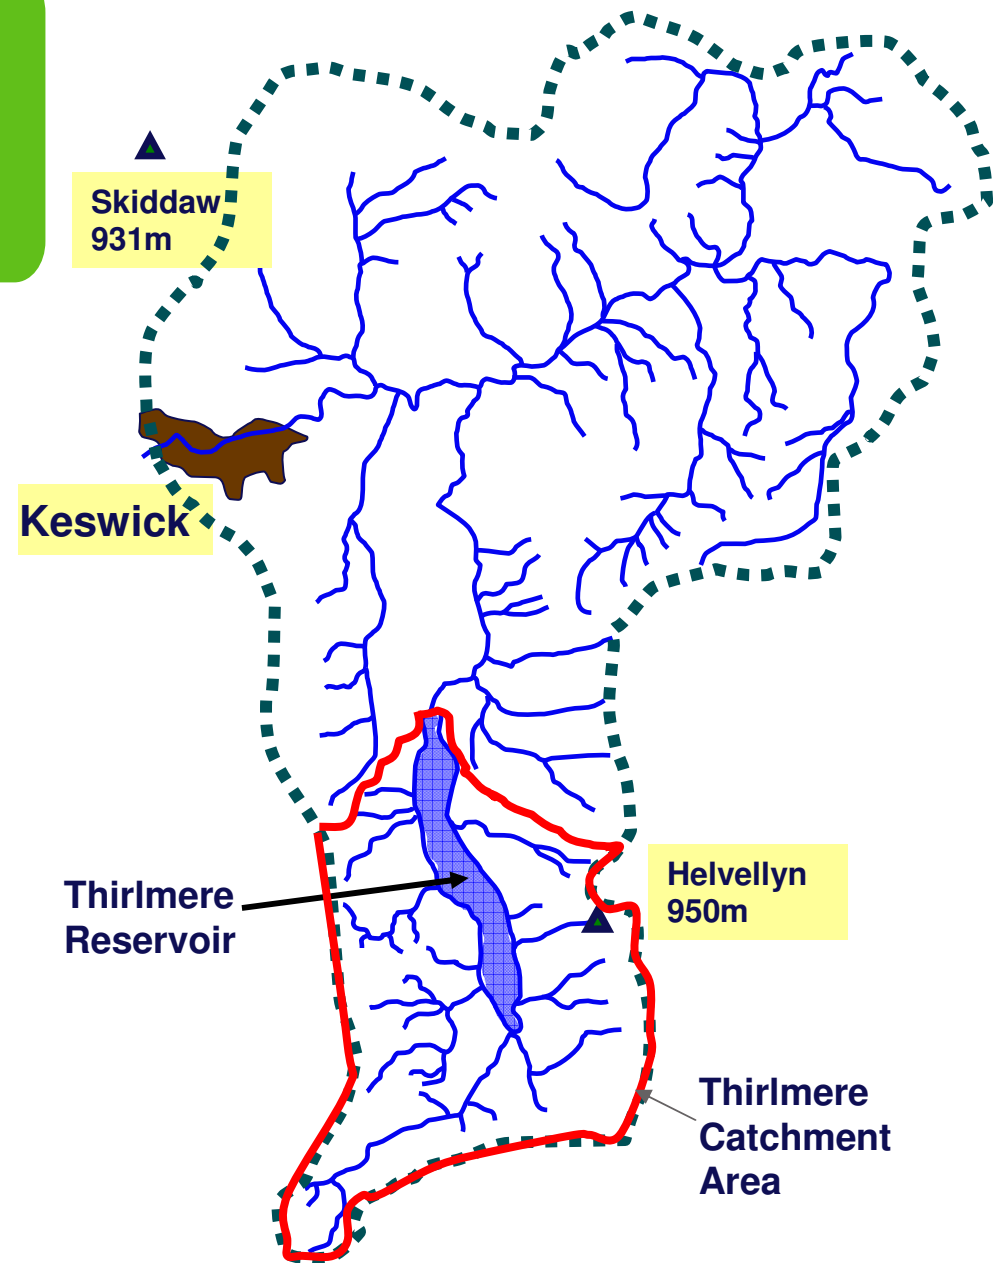 Skiddaw
931m
Keswick
Thirlmere
Reservoir
Helvellyn
950m
Thirlmere
Catchment
Area